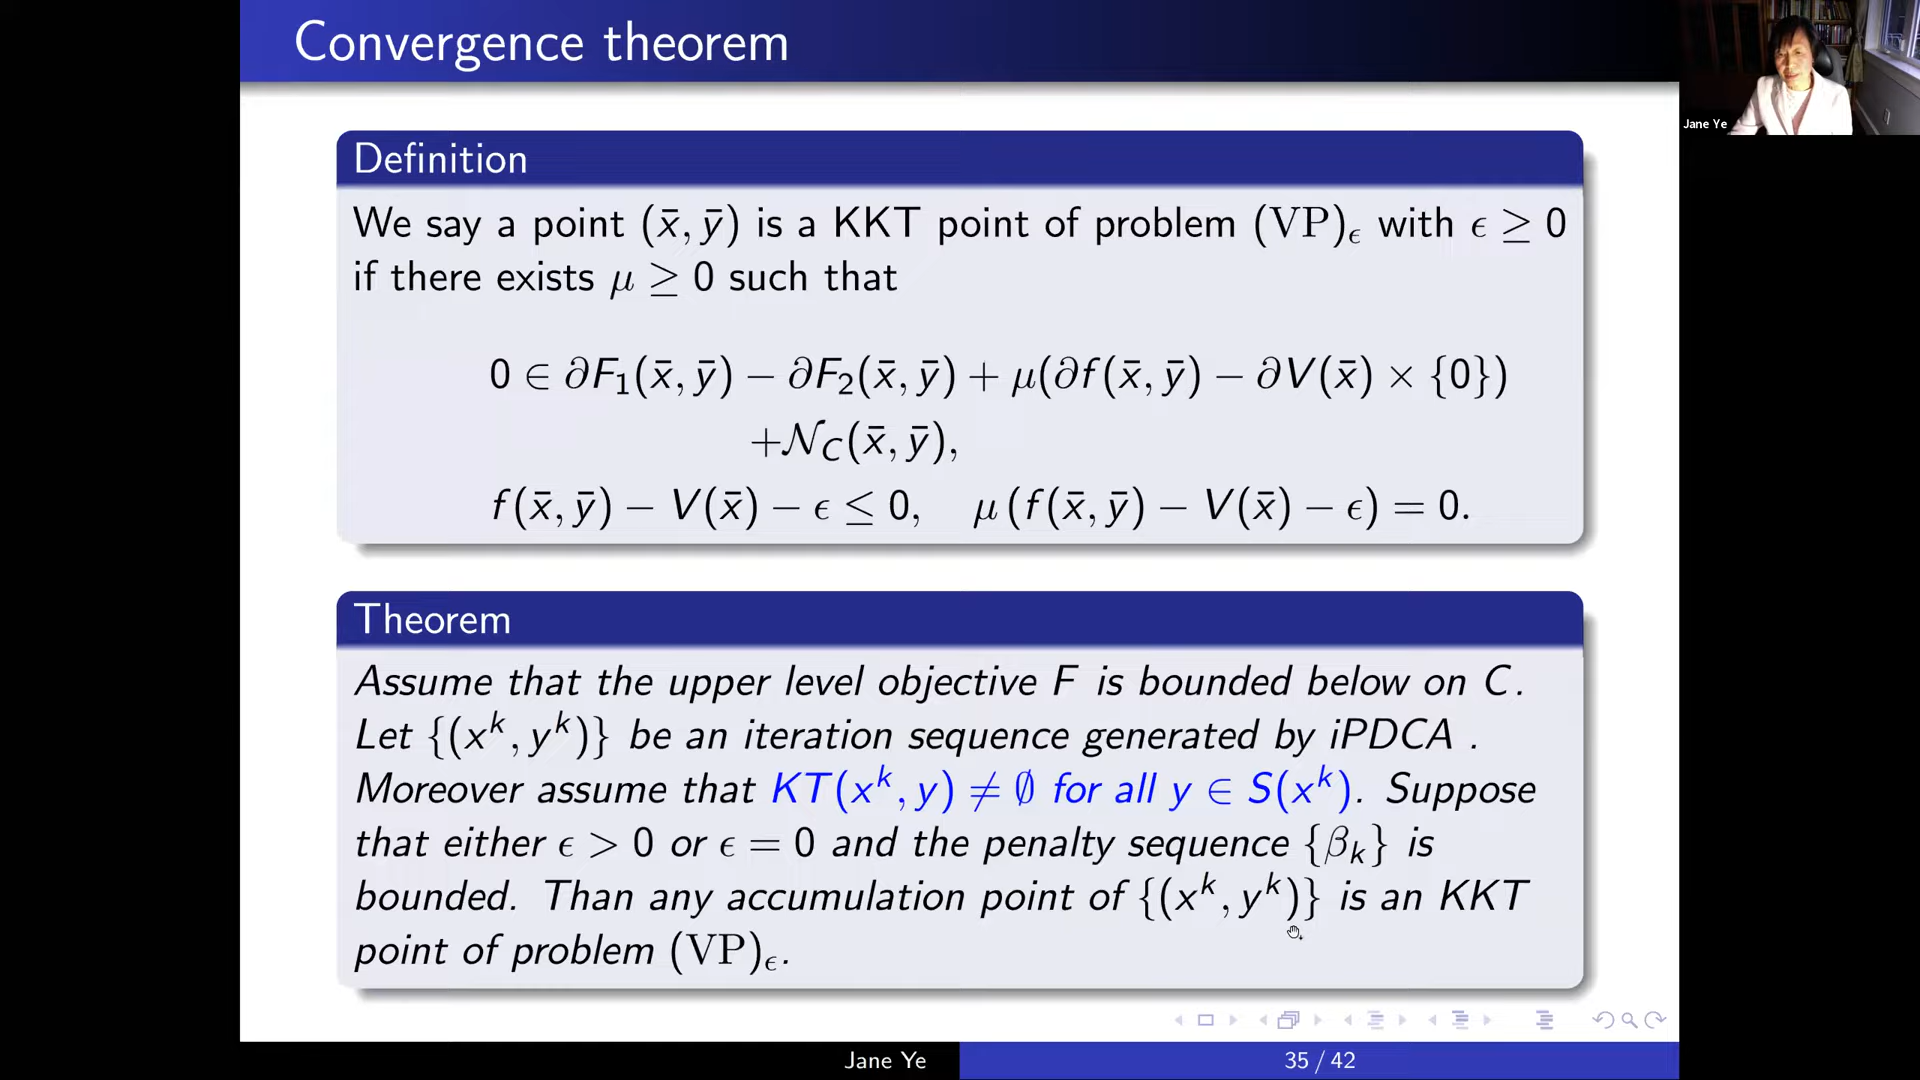 Convergence theorem
Jane Ye
Definition
We say a point (x̄, ȳ) is a KKT point of problem (VP)_ϵ with ϵ ≥ 0
if there exists μ ≥ 0 such that
0 ∈ ∂F₁(x̄, ȳ) − ∂F₂(x̄, ȳ) + μ(∂f(x̄, ȳ) − ∂V(x̄) × {0})
+𝒩_C(x̄, ȳ),
f(x̄, ȳ) − V(x̄) − ϵ ≤ 0, μ (f(x̄, ȳ) − V(x̄) − ϵ) = 0.
Theorem
Assume that the upper level objective F is bounded below on C.
Let {(x^k, y^k)} be an iteration sequence generated by iPDCA .
Moreover assume that KT(x^k, y) ≠ ∅ for all y ∈ S(x^k). Suppose
that either ϵ > 0 or ϵ = 0 and the penalty sequence {β_k} is
bounded. Than any accumulation point of {(x^k, y^k)} is an KKT
point of problem (VP)_ϵ.
Jane Ye
35 / 42